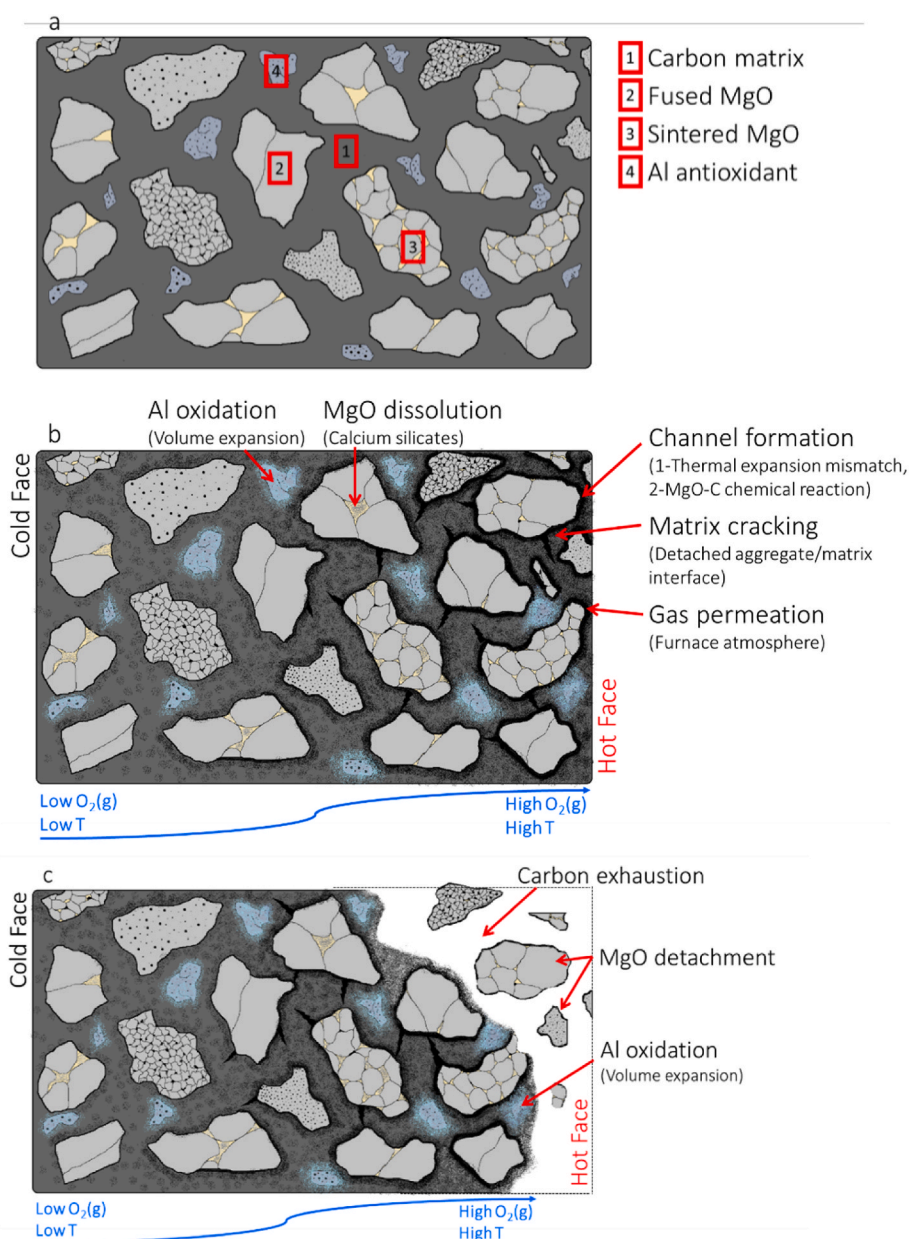 a
1 Carbon matrix
2 Fused MgO
3 Sintered MgO
4 Al antioxidant
4
1
2
3
b
Al oxidation
(Volume expansion)
MgO dissolution
(Calcium silicates)
Cold Face
Channel formation
(1-Thermal expansion mismatch,
2-MgO-C chemical reaction)
Matrix cracking
(Detached aggregate/matrix
interface)
Gas permeation
(Furnace atmosphere)
Hot Face
Low O₂(g)
Low T
High O₂(g)
High T
c
Cold Face
Carbon exhaustion
MgO detachment
Al oxidation
(Volume expansion)
Hot Face
Low O₂(g)
Low T
High O₂(g)
High T